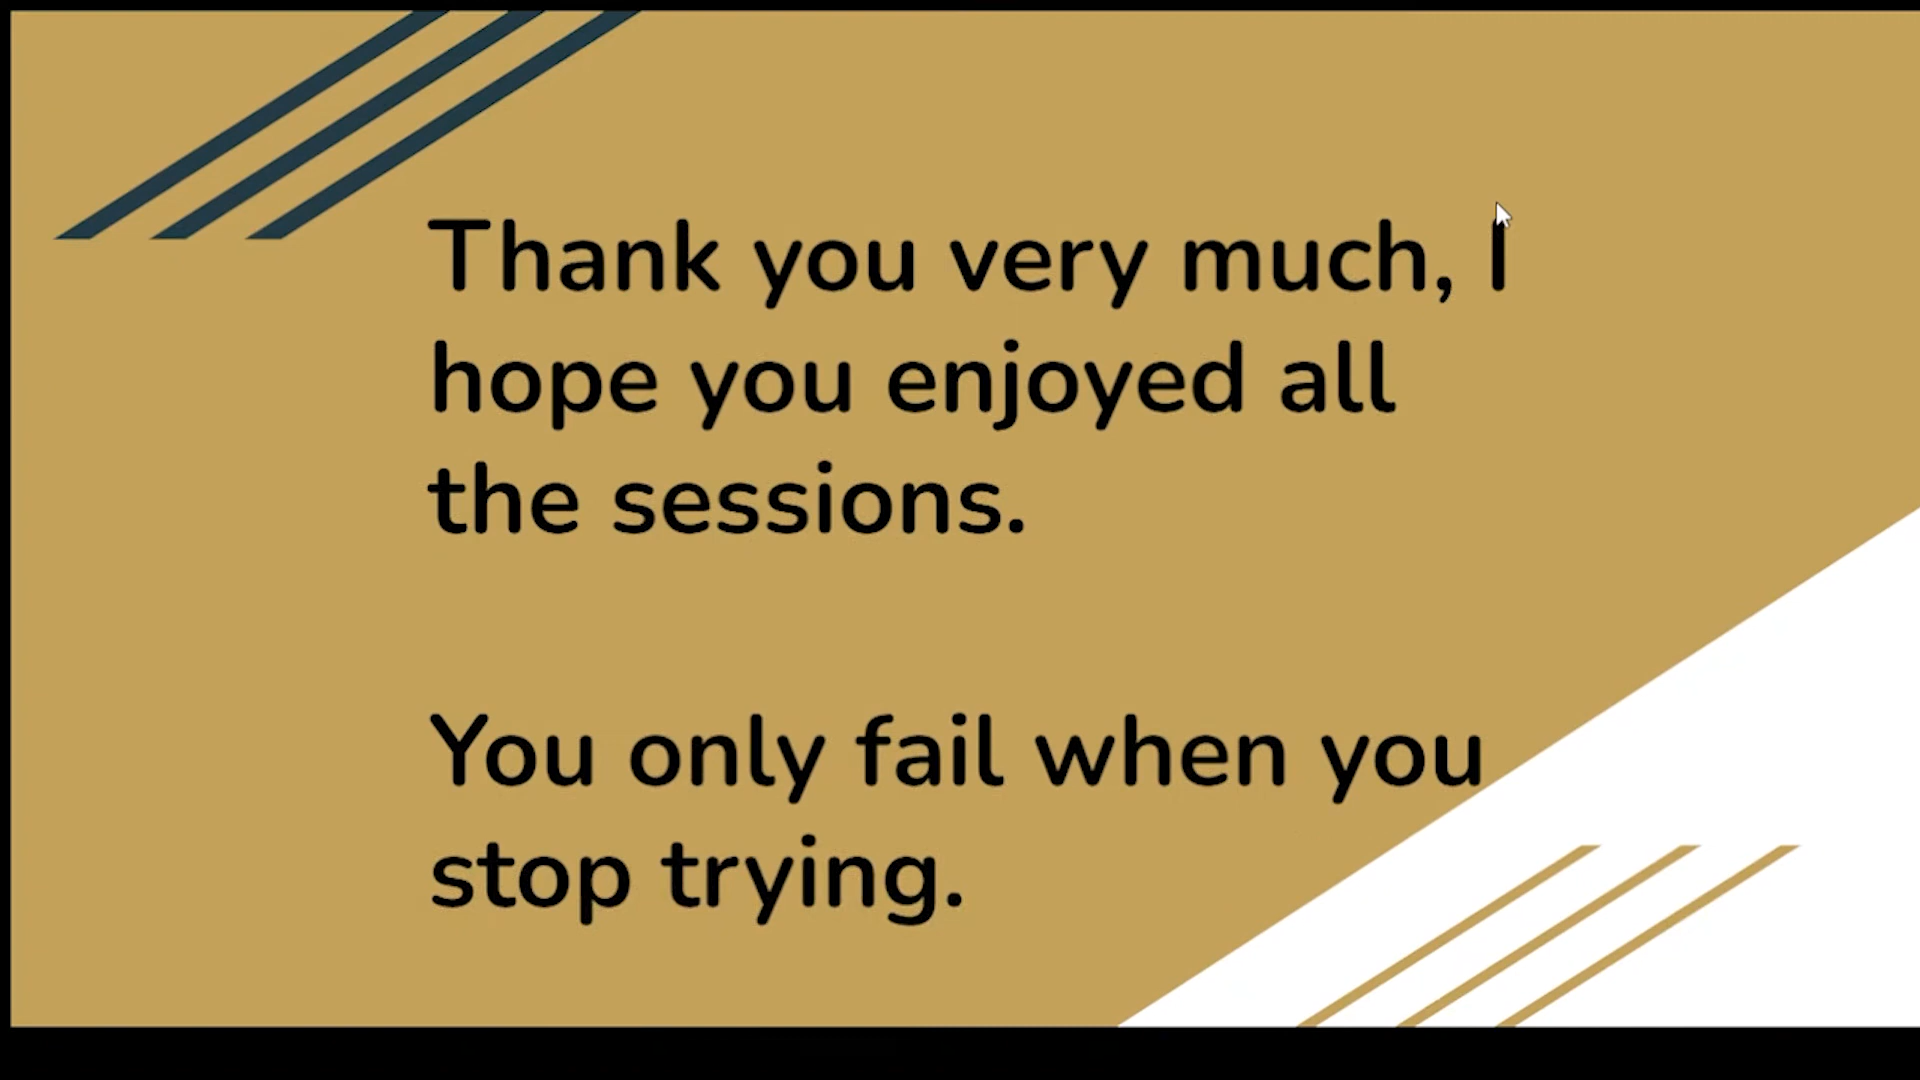 Thank you very much, I
hope you enjoyed all
the sessions.
You only fail when you
stop trying.